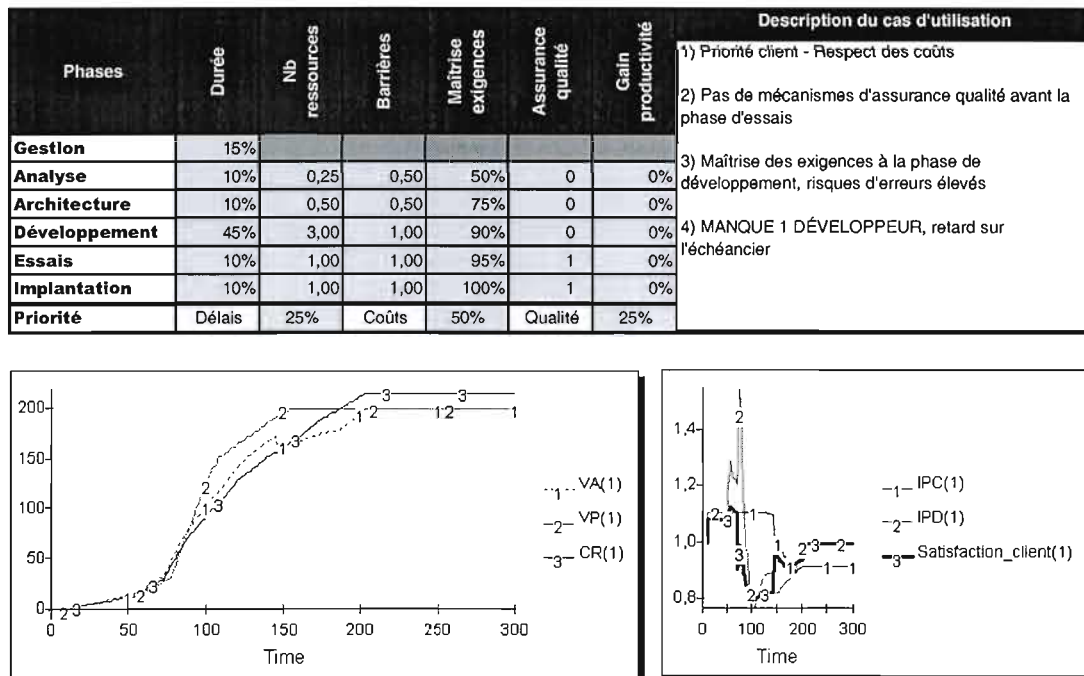 Phases
Durée
Nb ressources
Barrières
Maîtrise exigences
Assurance qualité
Gain productivité
Description du cas d'utilisation
Gestion 15%
Analyse 10% 0,25 0,50 50% 0 0%
Architecture 10% 0,50 0,50 75% 0 0%
Développement 45% 3,00 1,00 90% 0 0%
Essais 10% 1,00 1,00 95% 1 0%
Implantation 10% 1,00 1,00 100% 1 0%
Priorité Délais 25% Coûts 50% Qualité 25%
1) Priorité client - Respect des coûts
2) Pas de mécanismes d'assurance qualité avant la
phase d'essais
3) Maîtrise des exigences à la phase de
développement, risques d'erreurs élevés
4) MANQUE 1 DÉVELOPPEUR, retard sur
l'échéancier
200
150
100
50
0
0 50 100 150 200 250 300
Time
1 VA(1)
2 VP(1)
3 CR(1)
1,4
1,2
1,0
0,8
0 100 200 300
Time
1 IPC(1)
2 IPD(1)
3 Satisfaction_client(1)